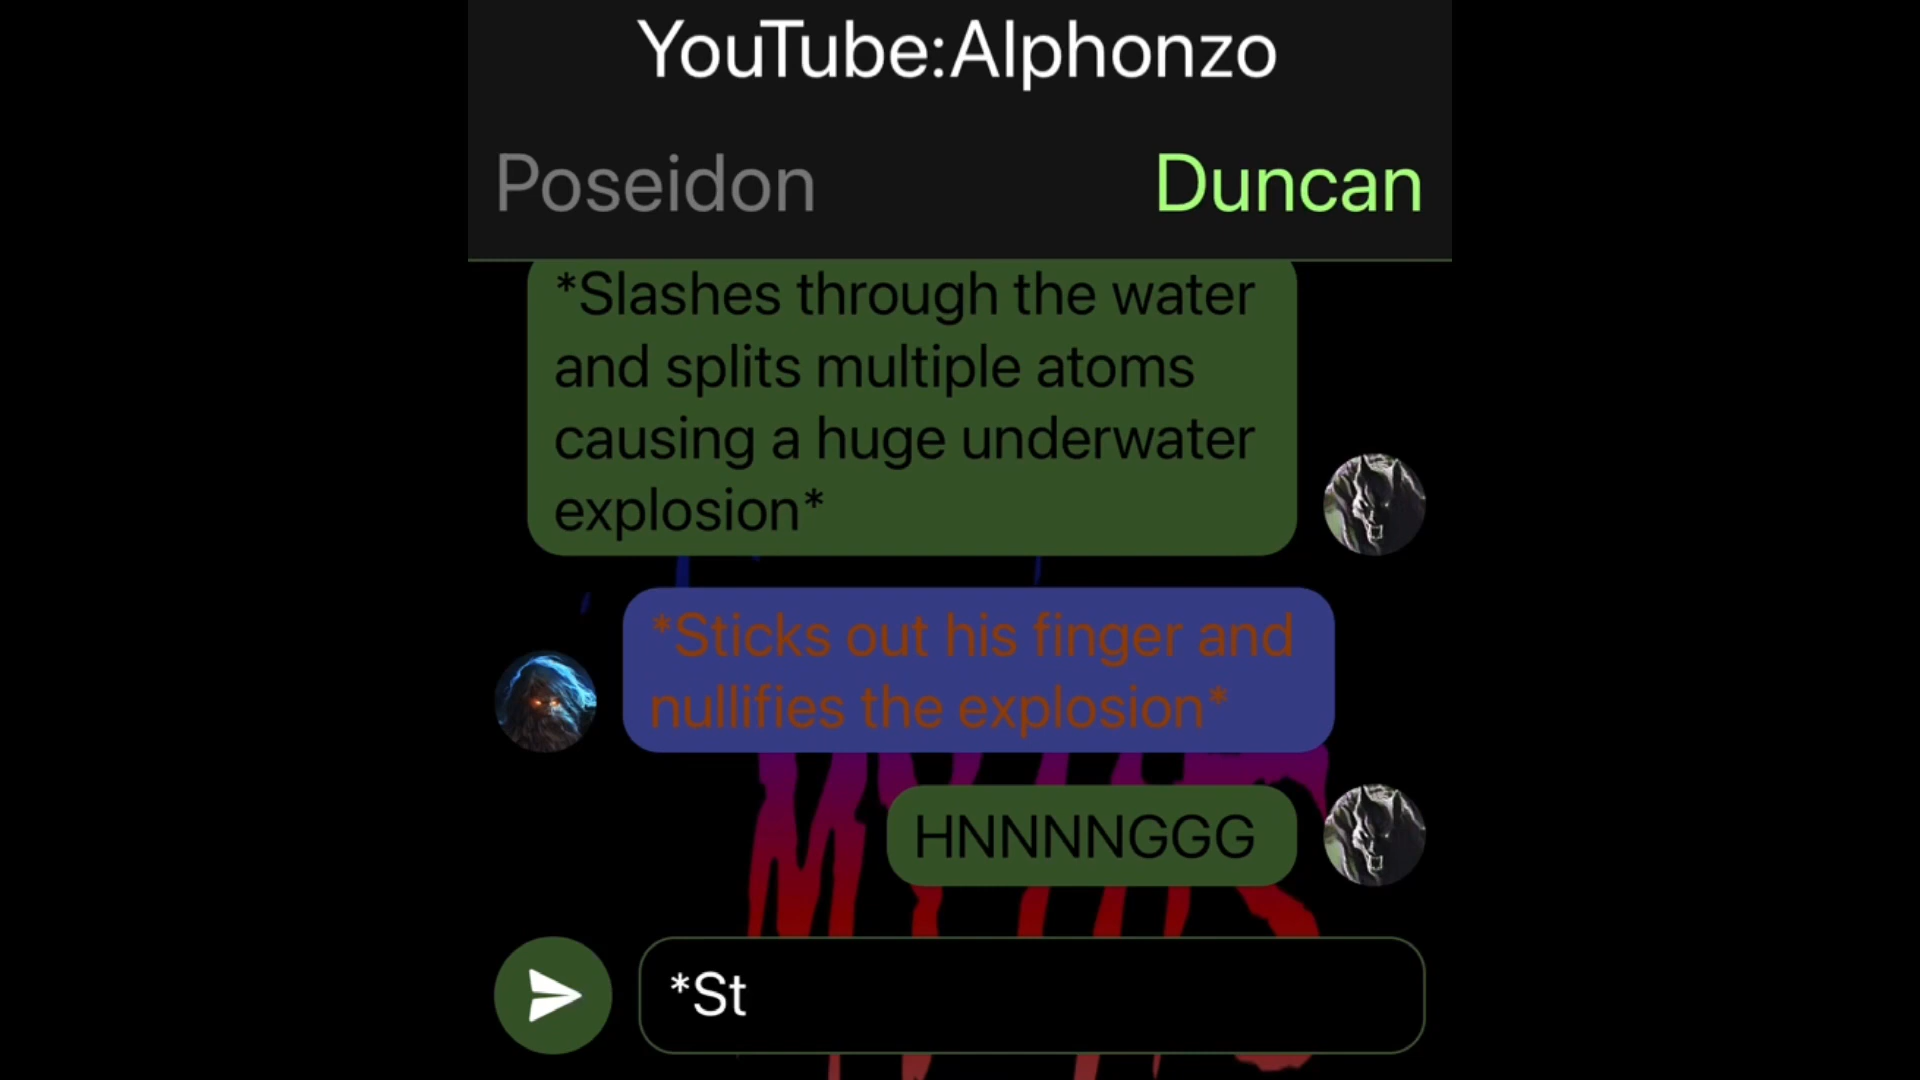 YouTube:Alphonzo
Poseidon
Duncan
*Slashes through the water
and splits multiple atoms
causing a huge underwater
explosion*
*Sticks out his finger and
nullifies the explosion*
HNNNNGGG
*St